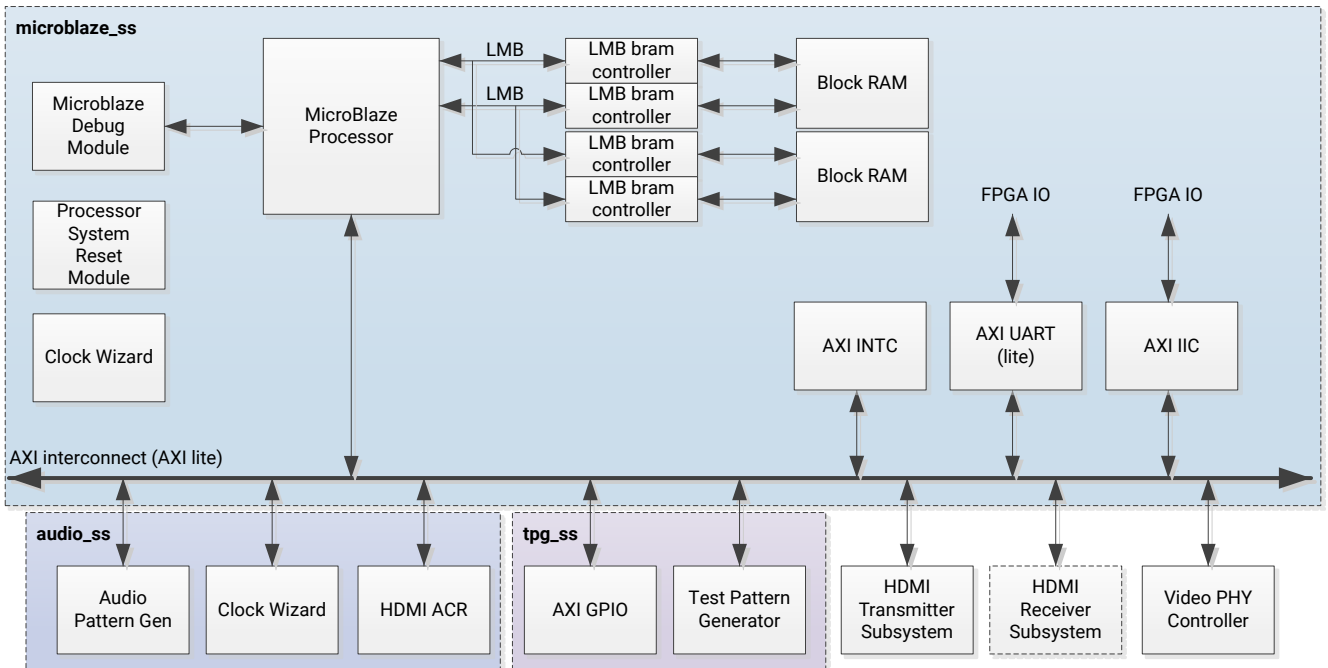 microblaze_ss
Microblaze
Debug
Module
MicroBlaze
Processor
LMB
LMB
LMB bram
controller
LMB bram
controller
LMB bram
controller
LMB bram
controller
Block RAM
Block RAM
Processor
System
Reset
Module
Clock Wizard
FPGA IO
FPGA IO
AXI INTC
AXI UART
(lite)
AXI IIC
AXI interconnect (AXI lite)
audio_ss
Audio
Pattern Gen
Clock Wizard
HDMI ACR
tpg_ss
AXI GPIO
Test Pattern
Generator
HDMI
Transmitter
Subsystem
HDMI
Receiver
Subsystem
Video PHY
Controller